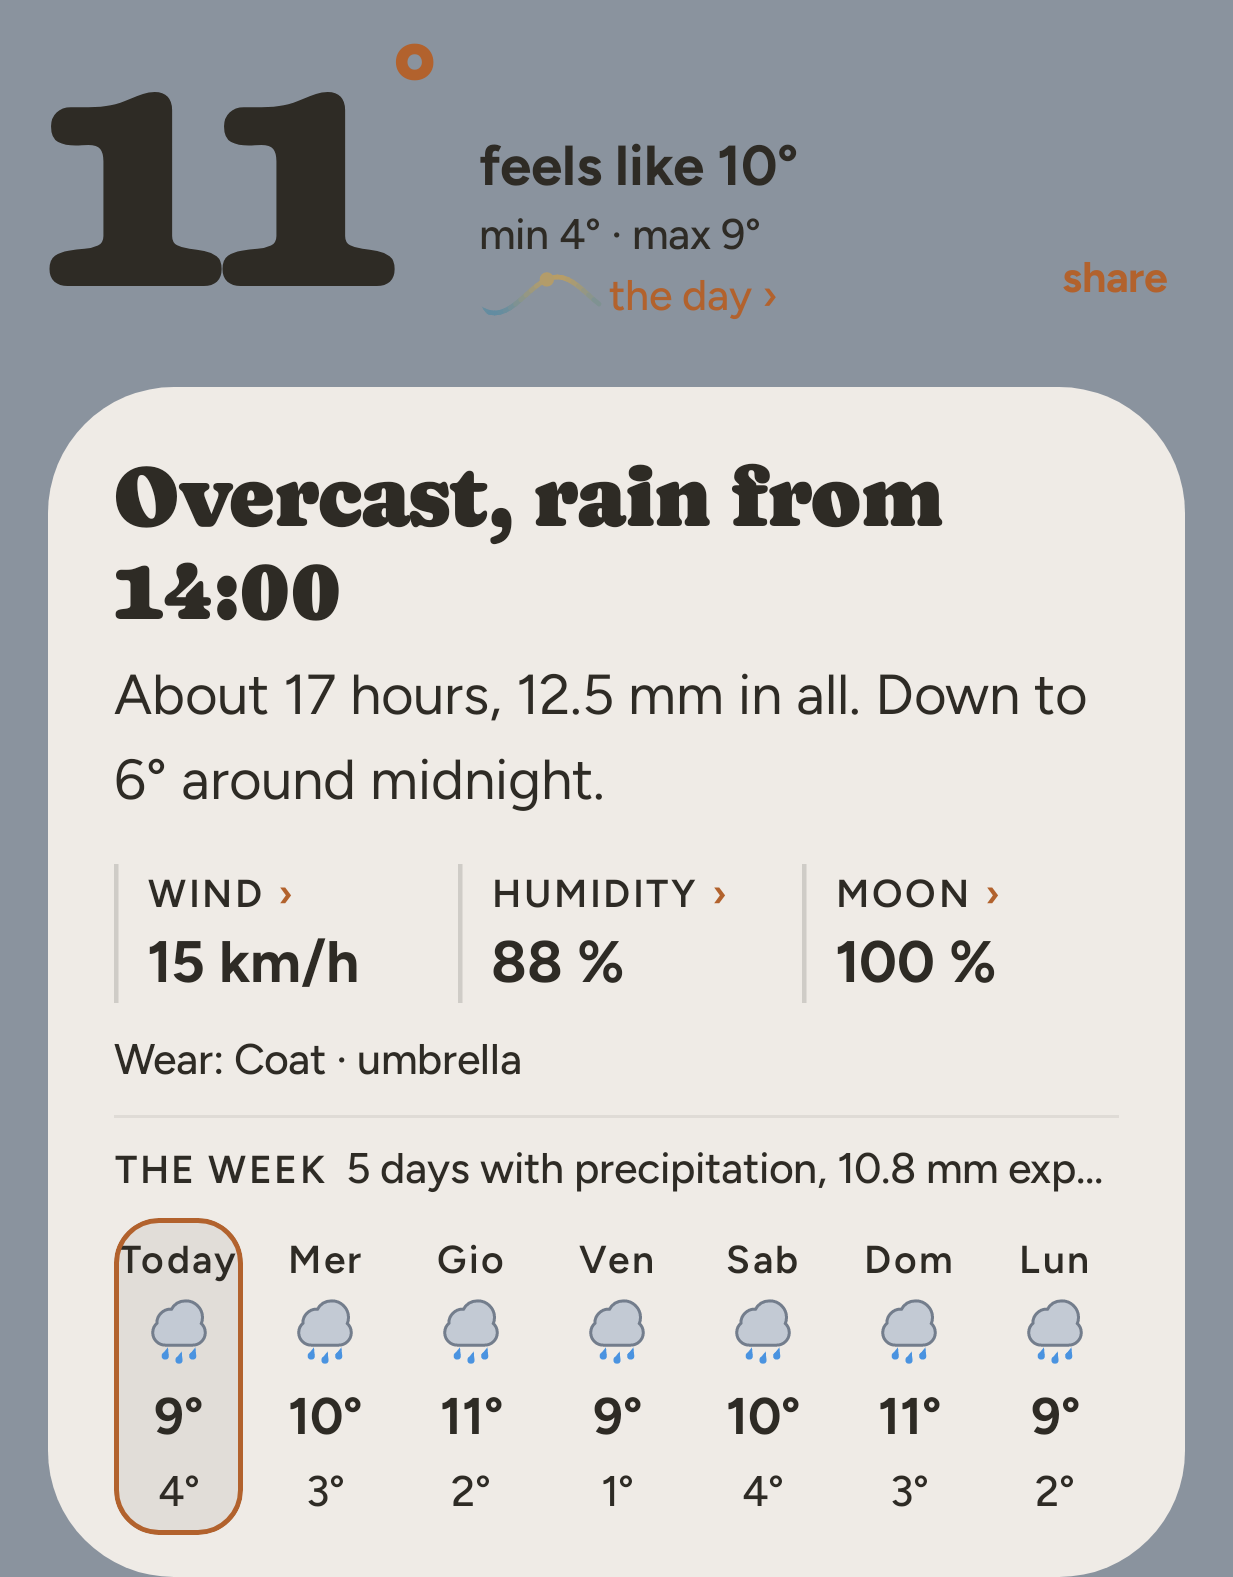 11°
feels like 10°
min 4° · max 9°
the day ›
share
Overcast, rain from
14:00
About 17 hours, 12.5 mm in all. Down to
6° around midnight.
WIND › HUMIDITY › MOON ›
15 km/h 88 % 100 %
Wear: Coat · umbrella
THE WEEK 5 days with precipitation, 10.8 mm exp...
Today Mer Gio Ven Sab Dom Lun
9° 10° 11° 9° 10° 11° 9°
4° 3° 2° 1° 4° 3° 2°